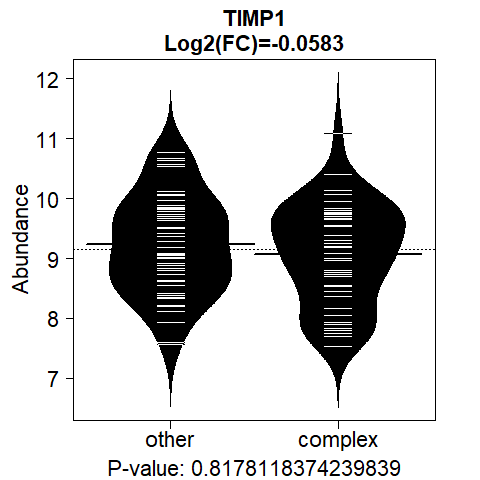 TIMP1
Log2(FC)=-0.0583
Abundance
12
11
10
9
8
7
other complex
P-value: 0.8178118374239839